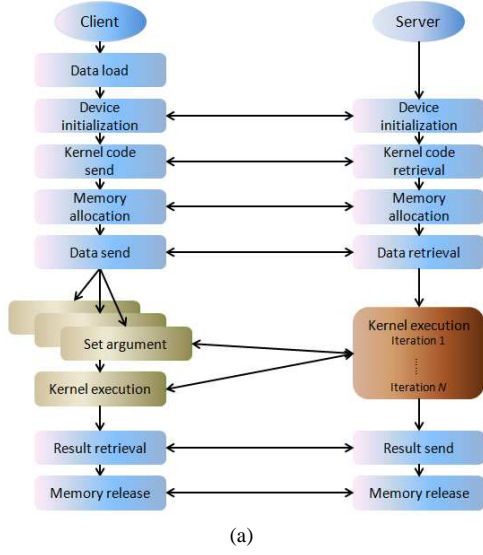 Client
Server
Data load
Device
initialization
Device
initialization
Kernel code
send
Kernel code
retrieval
Memory
allocation
Memory
allocation
Data send
Data retrieval
Set argument
Kernel execution
Iteration 1
Iteration N
Kernel execution
Result retrieval
Result send
Memory release
Memory release
(a)